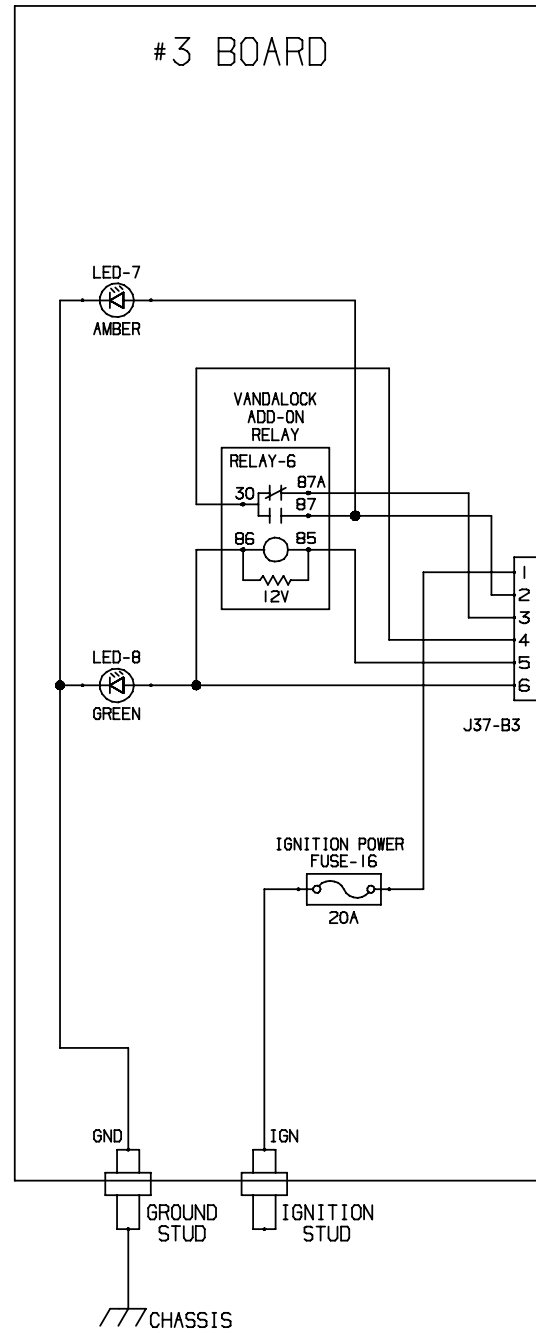 #3 BOARD
LED-7
AMBER
VANDALOCK
ADD-ON
RELAY
RELAY-6
87A
30
87
86
85
12V
1
2
3
4
5
6
J37-B3
LED-8
GREEN
IGNITION POWER
FUSE-16
20A
GND
IGN
GROUND
STUD
IGNITION
STUD
CHASSIS